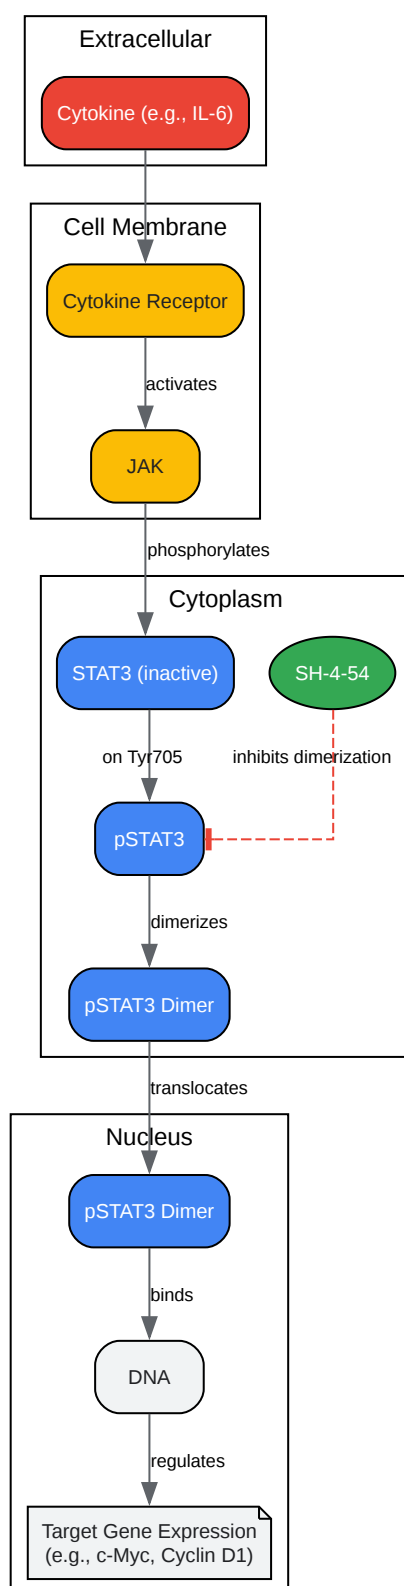 Extracellular
Cytokine (e.g., IL-6)
Cell Membrane
Cytokine Receptor
activates
JAK
phosphorylates
Cytoplasm
STAT3 (inactive)
SH-4-54
on Tyr705
inhibits dimerization
pSTAT3
dimerizes
pSTAT3 Dimer
translocates
Nucleus
pSTAT3 Dimer
binds
DNA
regulates
Target Gene Expression
(e.g., c-Myc, Cyclin D1)